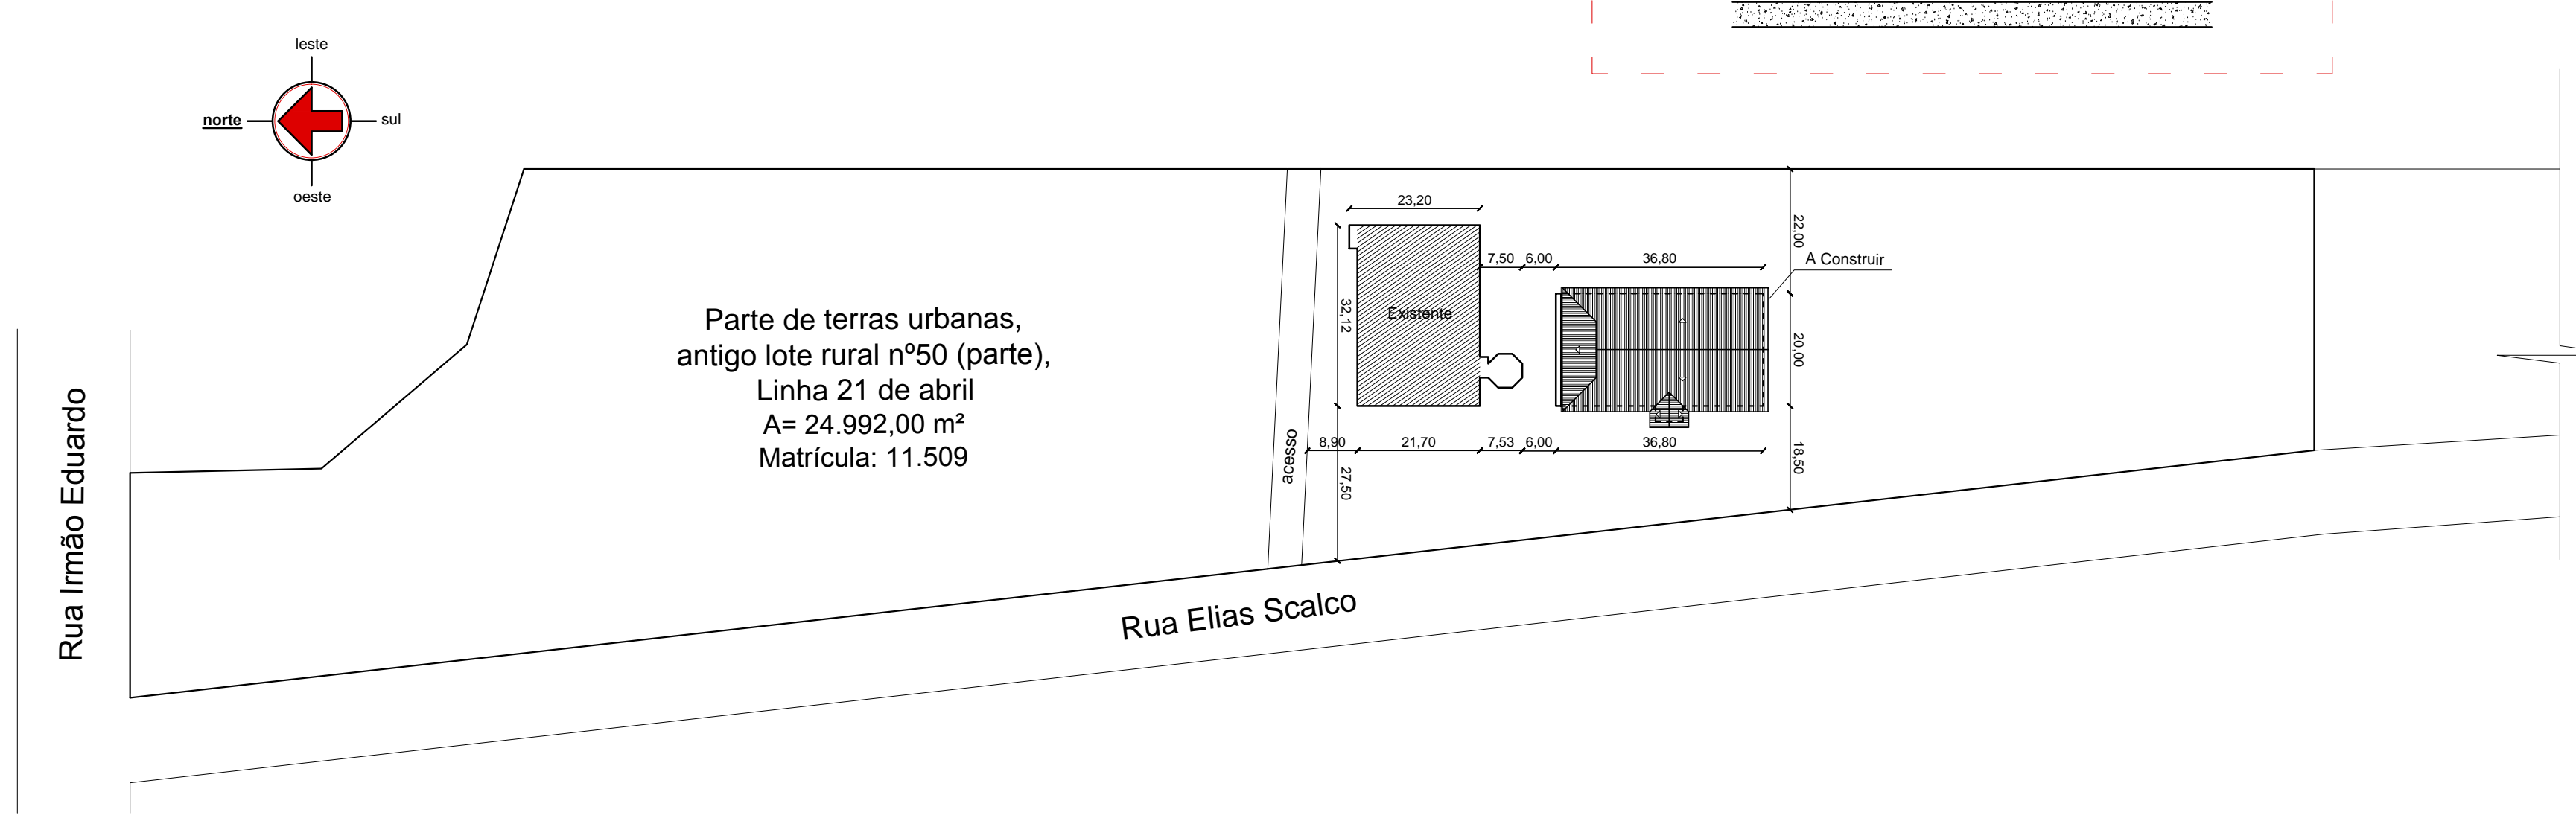 leste
norte
sul
oeste
23,20
22,00
7,50
6,00
36,80
A Construir
Parte de terras urbanas,
antigo lote rural nº50 (parte),
Linha 21 de abril
A= 24.992,00 m²
Matrícula: 11.509
32,12
Existente
20,00
Rua Irmão Eduardo
acesso
8,90
21,70
7,53
6,00
36,80
18,50
27,50
Rua Elias Scalco